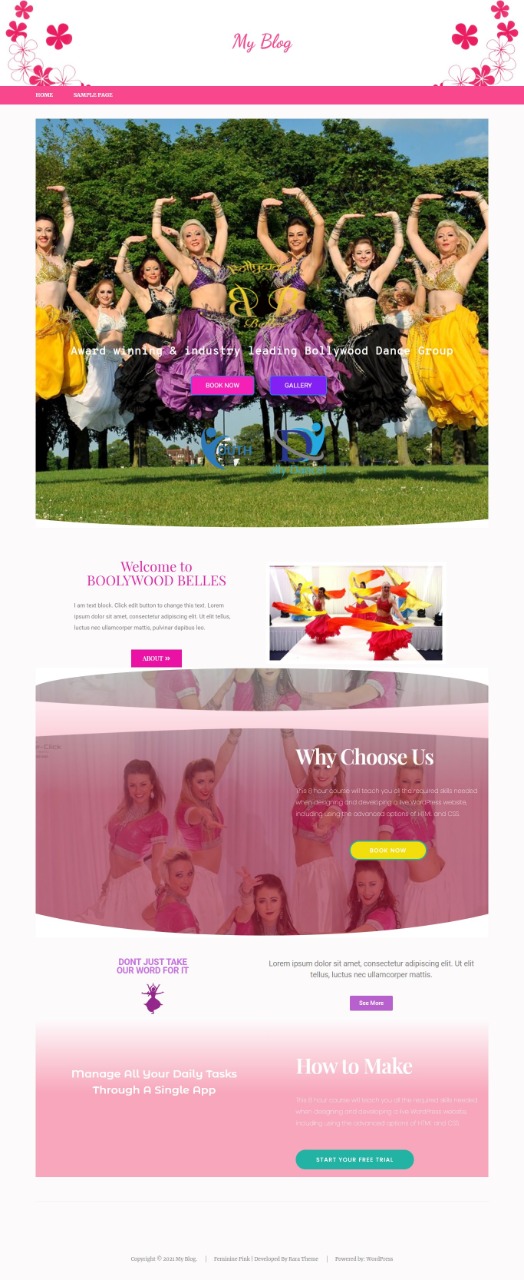 My Blog
HOME SAMPLE PAGE
Award winning & industry leading Bollywood Dance Group
BOOK NOW GALLERY
Welcome to
BOOLYWOOD BELLES
I am text block. Click edit button to change this text. Lorem
ipsum dolor sit amet, consectetur adipiscing elit. Ut elit tellus,
luctus nec ullamcorper mattis, pulvinar dapibus leo.
ABOUT »
Why Choose Us
This 8 hour course will teach you all the required skills needed
when designing and developing a live WordPress website,
including using the advanced options of HTML and CSS.
BOOK NOW
DONT JUST TAKE
OUR WORD FOR IT
Lorem ipsum dolor sit amet, consectetur adipiscing elit. Ut elit
tellus, luctus nec ullamcorper mattis.
See More
Manage All Your Daily Tasks
Through A Single App
How to Make
This 8 hour course will teach you all the required skills needed
when designing and developing a live WordPress website,
including using the advanced options of HTML and CSS.
START YOUR FREE TRIAL
Copyright © 2021 My Blog. | Feminine Pink | Developed By Rara Theme | Powered by: WordPress